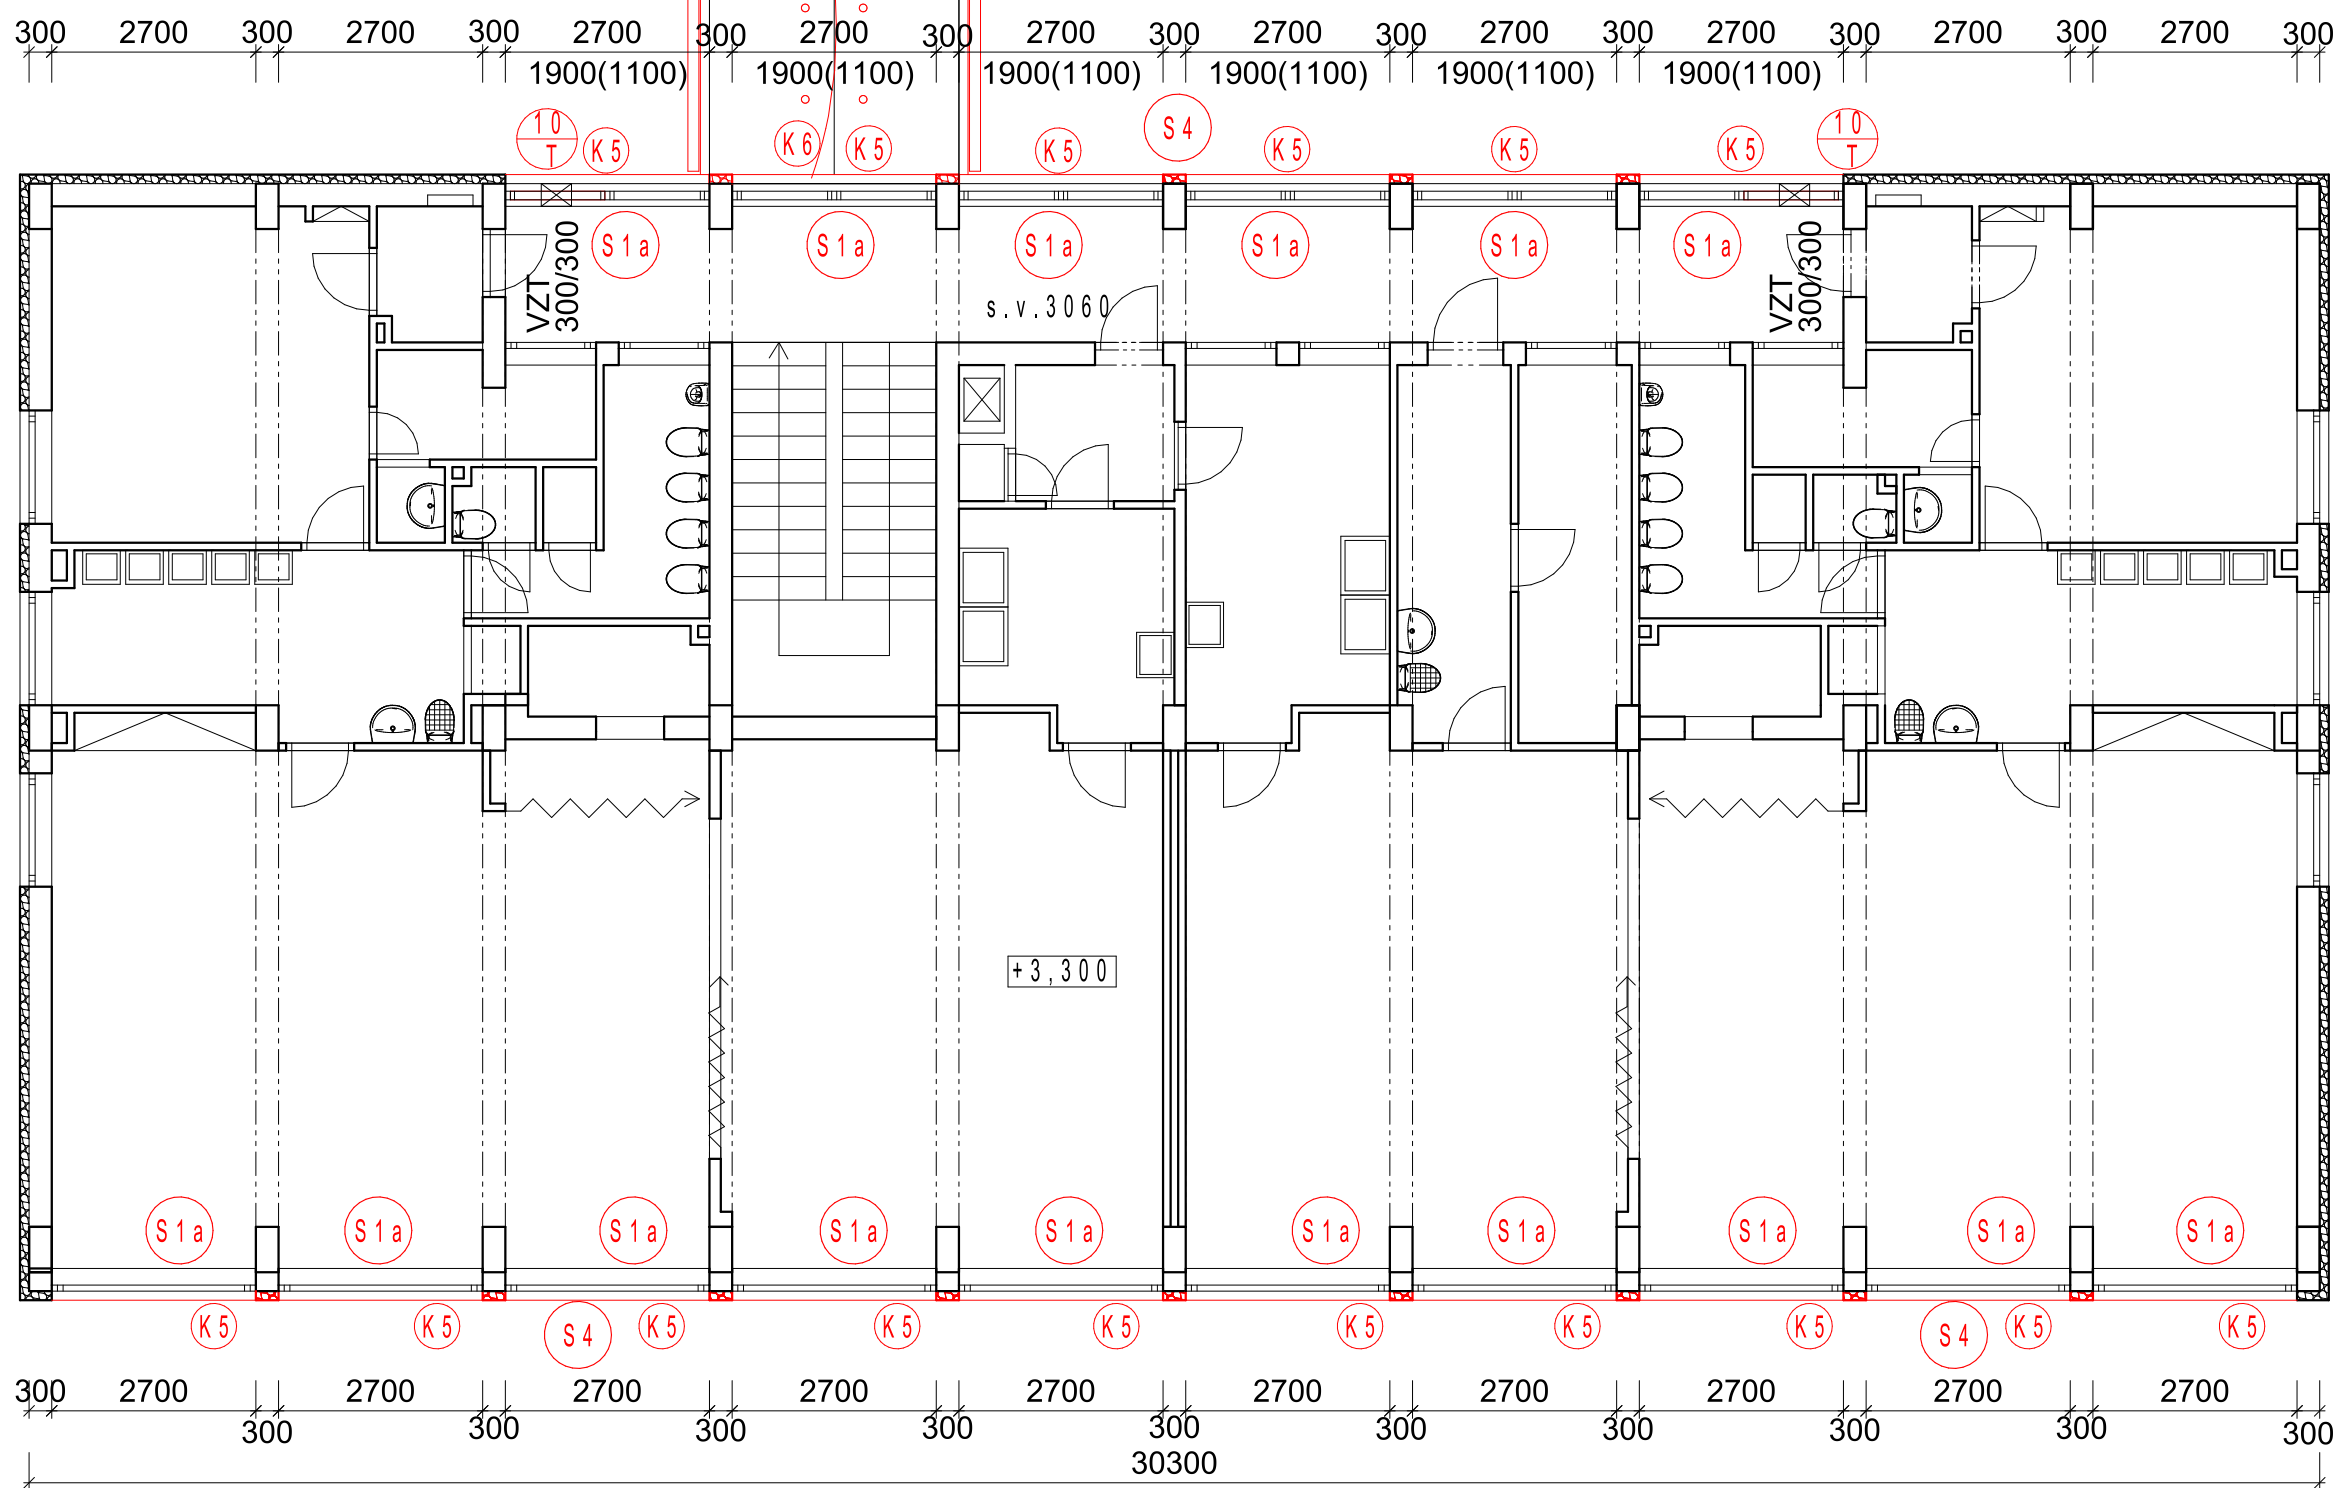 300 2700 300 2700 300 2700 300 2700 300 2700 300 2700 300 2700 300 2700 300 2700 300 2700 300
1900(1100) 1900(1100) 1900(1100) 1900(1100) 1900(1100) 1900(1100)
10 S4 10
T K5 K6 K5 K5 K5 K5 K5 T
S1a S1a S1a S1a S1a S1a
VZT
300/300
s.v.3060
VZT
300/300
+3,300
S1a S1a S1a S1a S1a S1a S1a S1a S1a S1a
K5 K5 S4 K5 K5 K5 K5 K5 K5 S4 K5 K5
300 2700 2700 2700 2700 2700 2700 2700 2700 2700 2700
300 300 300 300 300 300 300 300 300 300
30300